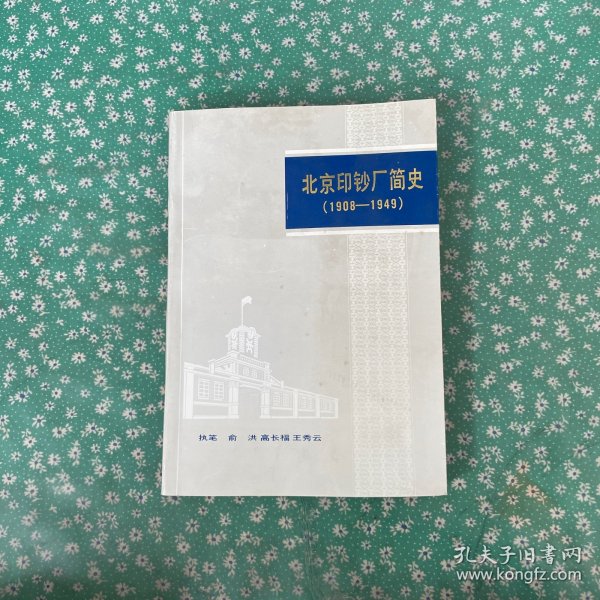 北京印钞厂简史
(1908—1949)
执笔 俞 洪 高长福 王秀云
孔夫子旧书网
www.kongfz.com